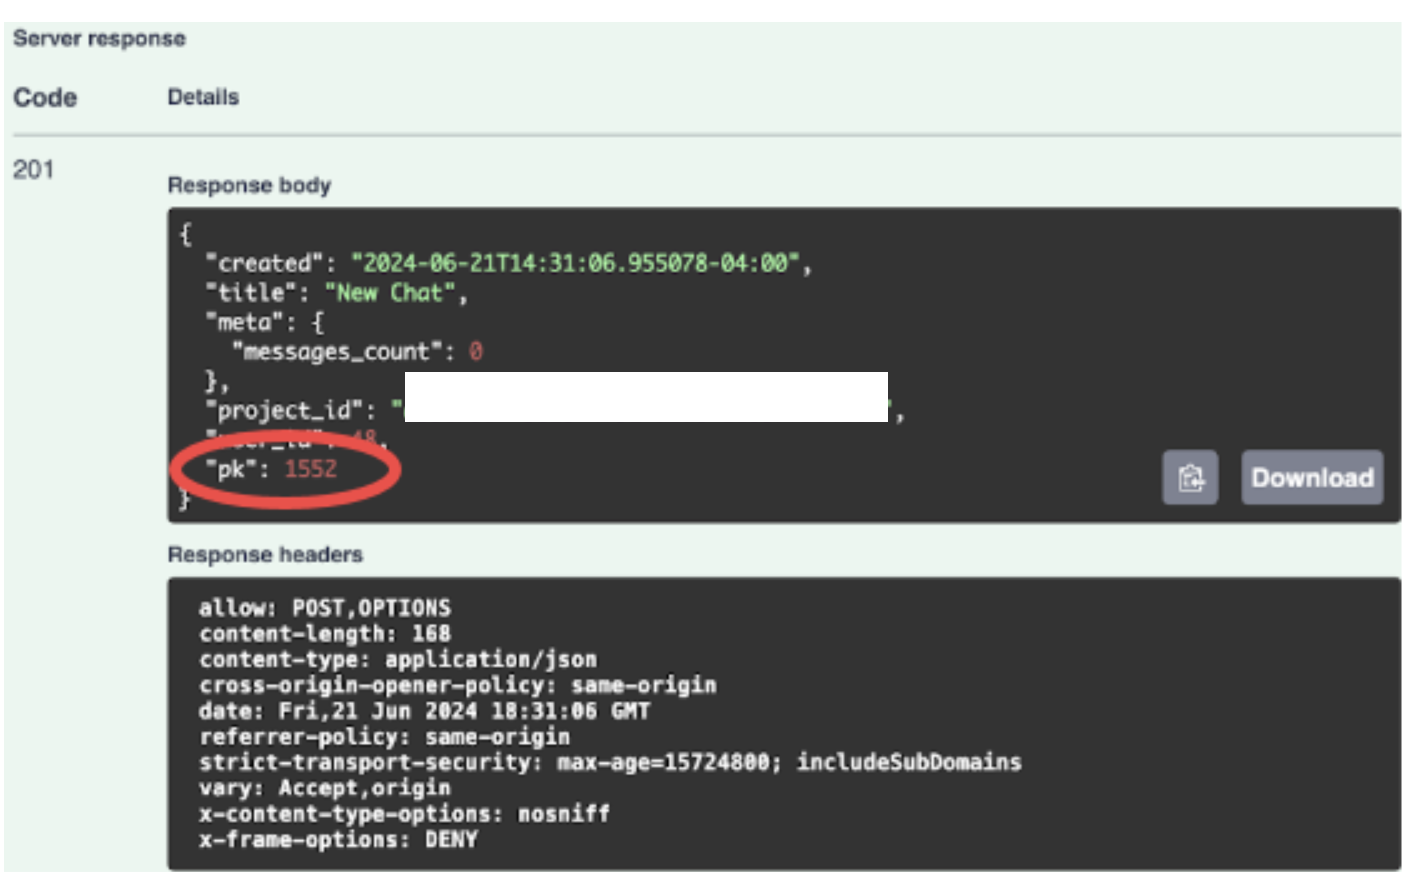 Server response
Code Details
201
Response body
{
"created": "2024-06-21T14:31:06.955078-04:00",
"title": "New Chat",
"meta": {
"messages_count": 0
},
"project_id": " ",
"user_id": 48,
"pk": 1552
}
Download
Response headers
allow: POST,OPTIONS
content-length: 168
content-type: application/json
cross-origin-opener-policy: same-origin
date: Fri,21 Jun 2024 18:31:06 GMT
referrer-policy: same-origin
strict-transport-security: max-age=15724800; includeSubDomains
vary: Accept,origin
x-content-type-options: nosniff
x-frame-options: DENY